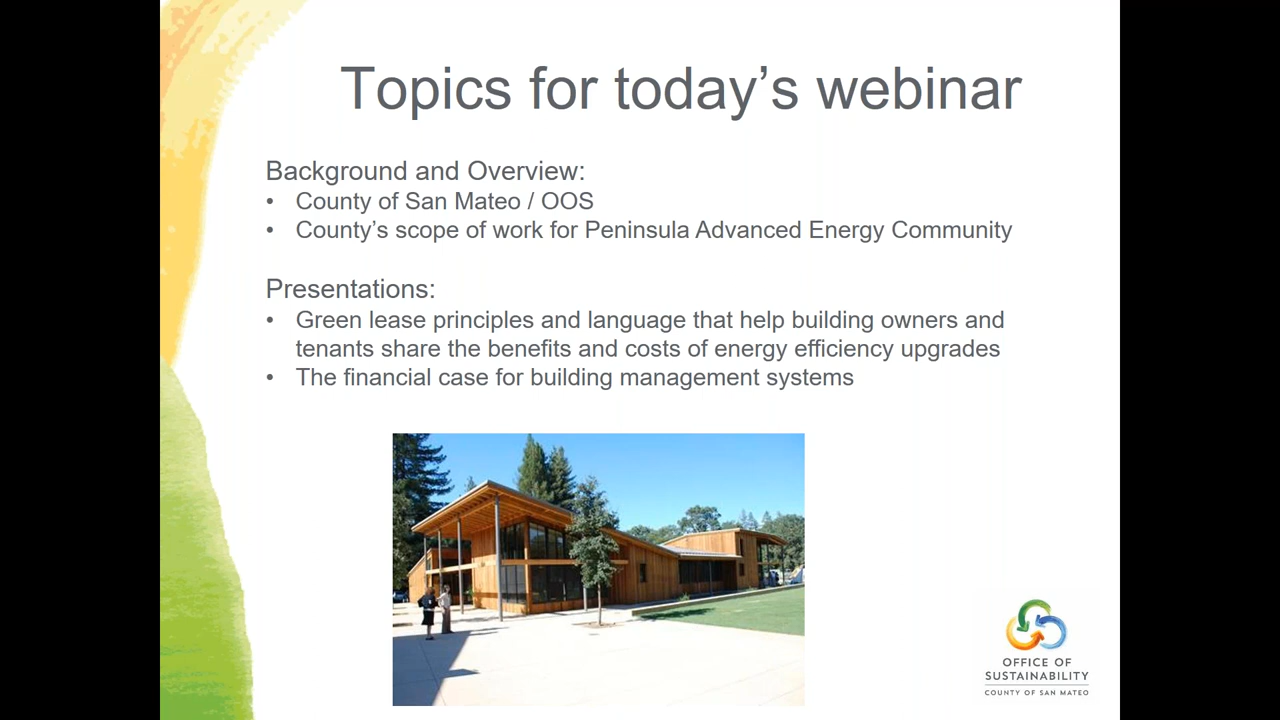 Topics for today's webinar
Background and Overview:
• County of San Mateo / OOS
• County's scope of work for Peninsula Advanced Energy Community
Presentations:
• Green lease principles and language that help building owners and
tenants share the benefits and costs of energy efficiency upgrades
• The financial case for building management systems
OFFICE OF
SUSTAINABILITY
COUNTY OF SAN MATEO